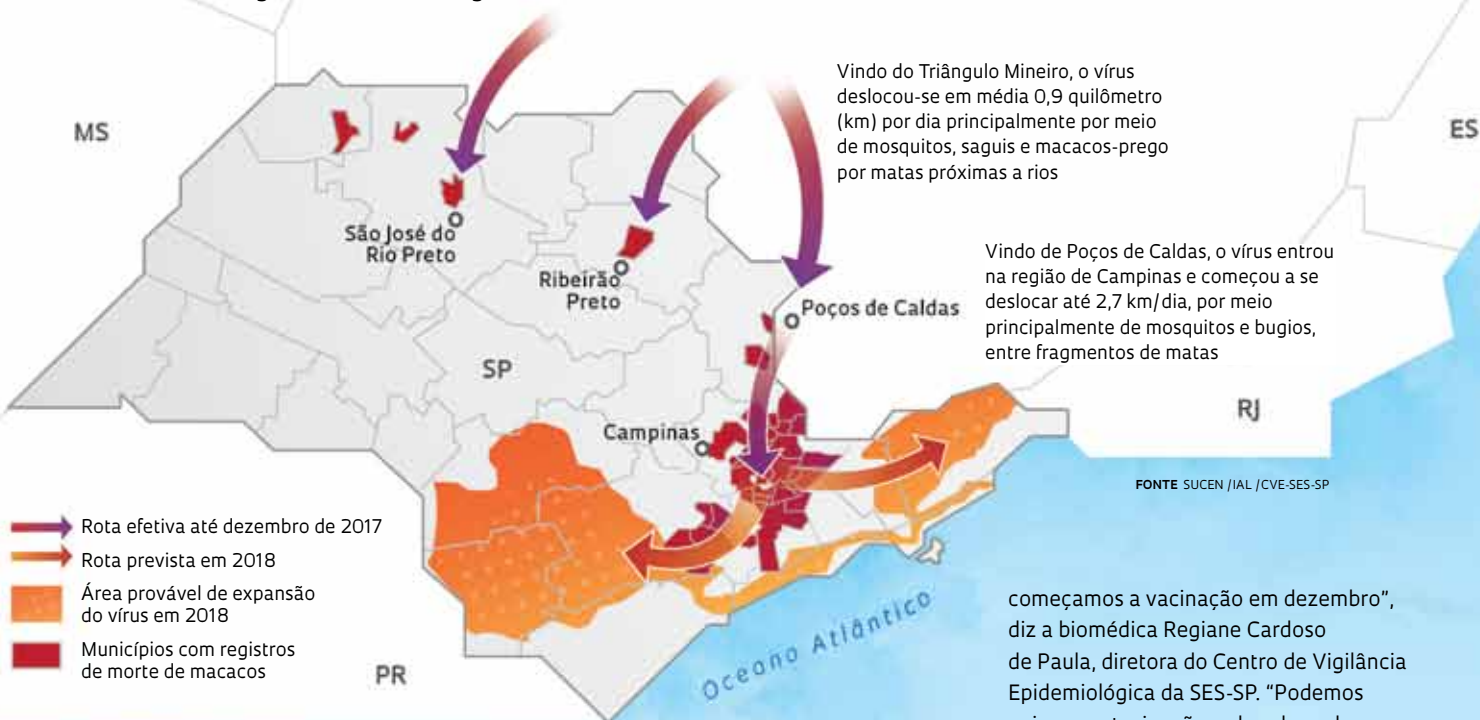 Vindo do Triângulo Mineiro, o vírus
deslocou-se em média 0,9 quilômetro
(km) por dia principalmente por meio
de mosquitos, saguis e macacos-prego
por matas próximas a rios
MS
ES
São José do
Rio Preto
Ribeirão
Preto
Poços de Caldas
Vindo de Poços de Caldas, o vírus entrou
na região de Campinas e começou a se
deslocar até 2,7 km/dia, por meio
principalmente de mosquitos e bugios,
entre fragmentos de matas
SP
RJ
Campinas
FONTE SUCEN /IAL /CVE-SES-SP
Rota efetiva até dezembro de 2017
Rota prevista em 2018
Área provável de expansão
do vírus em 2018
Municípios com registros
de morte de macacos
PR
Oceano Atlântico
começamos a vacinação em dezembro”,
diz a biomédica Regiane Cardoso
de Paula, diretora do Centro de Vigilância
Epidemiológica da SES-SP. “Podemos